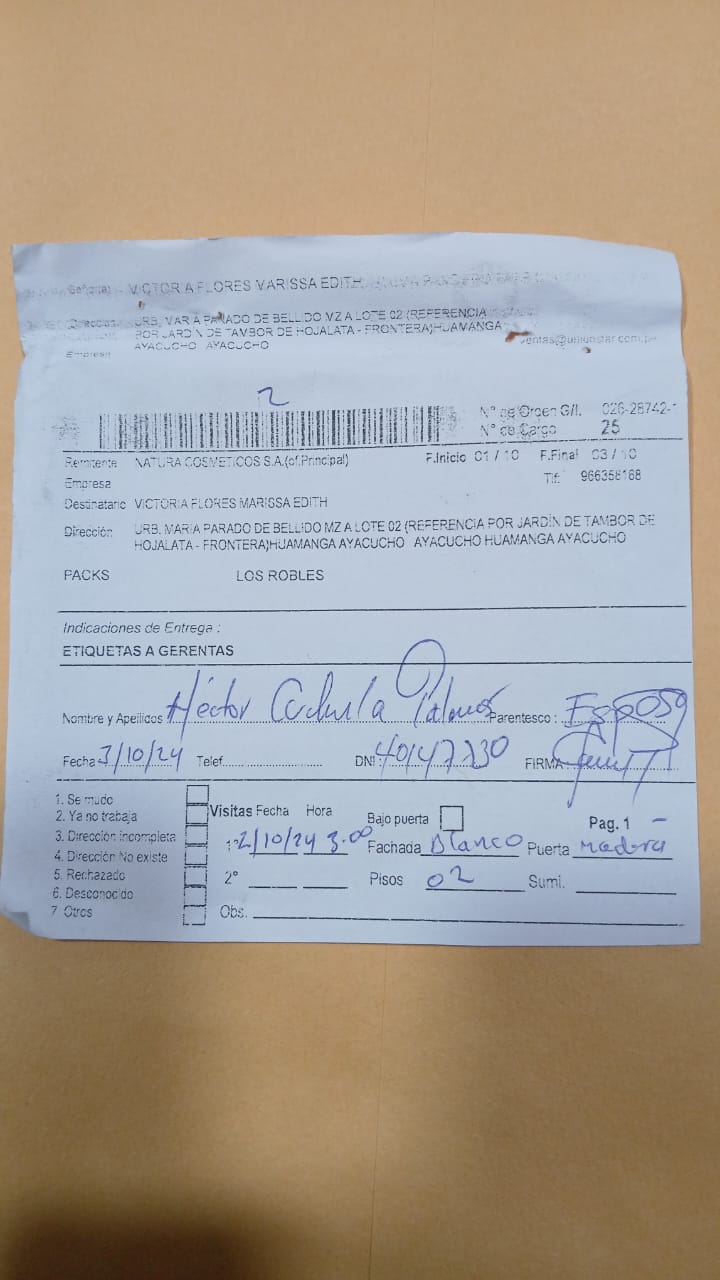 Señor(a) VICTOR A FLORES MARISSA EDITH
Dirección URB. MAR A PARADO DE BELLIDO MZ A LOTE 02 (REFERENCIA
POR JARDIN DE TAMBOR DE HOJALATA - FRONTERA)HUAMANGA
AYACUCHO AYACUCHO
Empresa
2
N° de Orden G/I. 026-28742-
N° de Cargo 25
Remitente NATURA COSMETICOS S.A.(of.Principal) F.Inicio 01 / 10 F.Final 03 / 10
Empresa Tlf: 966358168
Destinatario VICTORIA FLORES MARISSA EDITH
Dirección URB. MARIA PARADO DE BELLIDO MZ A LOTE 02 (REFERENCIA POR JARDIN DE TAMBOR DE
HOJALATA - FRONTERA)HUAMANGA AYACUCHO AYACUCHO HUAMANGA AYACUCHO
PACKS LOS ROBLES
Indicaciones de Entrega :
ETIQUETAS A GERENTAS
Nombre y Apellidos Héctor Parentesco : Esposo
Fecha 3/10/24 Telef. DNI: 40147230 FIRMA
1. Se mudo
2. Ya no trabaja
3. Dirección incompleta
4. Dirección No existe
5. Rechazado
6. Desconocido
7 Otros
Visitas Fecha Hora Bajo puerta Pag. 1
1° 2/10/24 3.00 Fachada Blanco Puerta madera
2° Pisos 02 Sumi.
Obs.